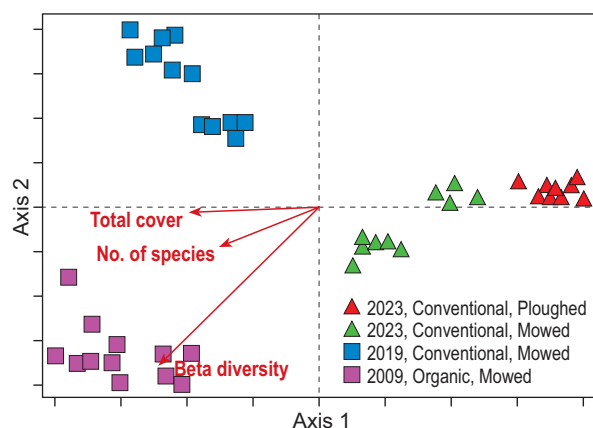 Axis 2
Total cover
No. of species
Beta diversity
2023, Conventional, Ploughed
2023, Conventional, Mowed
2019, Conventional, Mowed
2009, Organic, Mowed
Axis 1